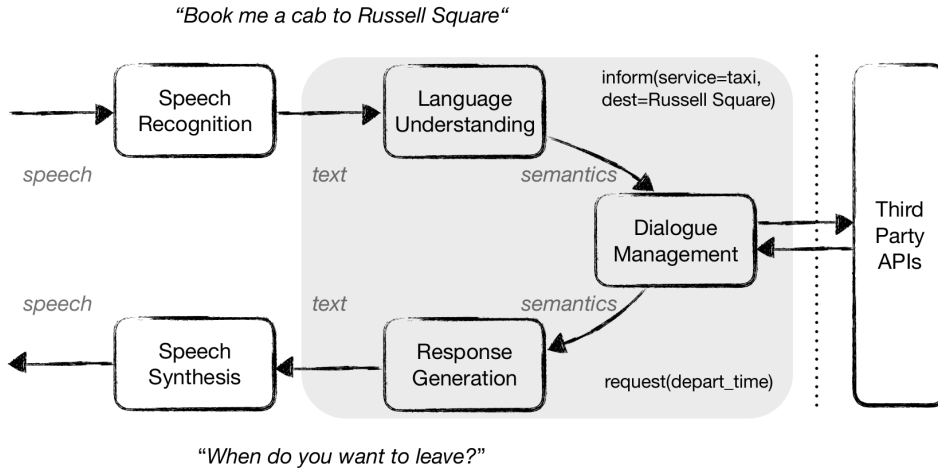 “Book me a cab to Russell Square“
Speech
Recognition
Language
Understanding
inform(service=taxi,
dest=Russell Square)
speech
text
semantics
Dialogue
Management
Third
Party
APIs
speech
text
semantics
Speech
Synthesis
Response
Generation
request(depart_time)
“When do you want to leave?”